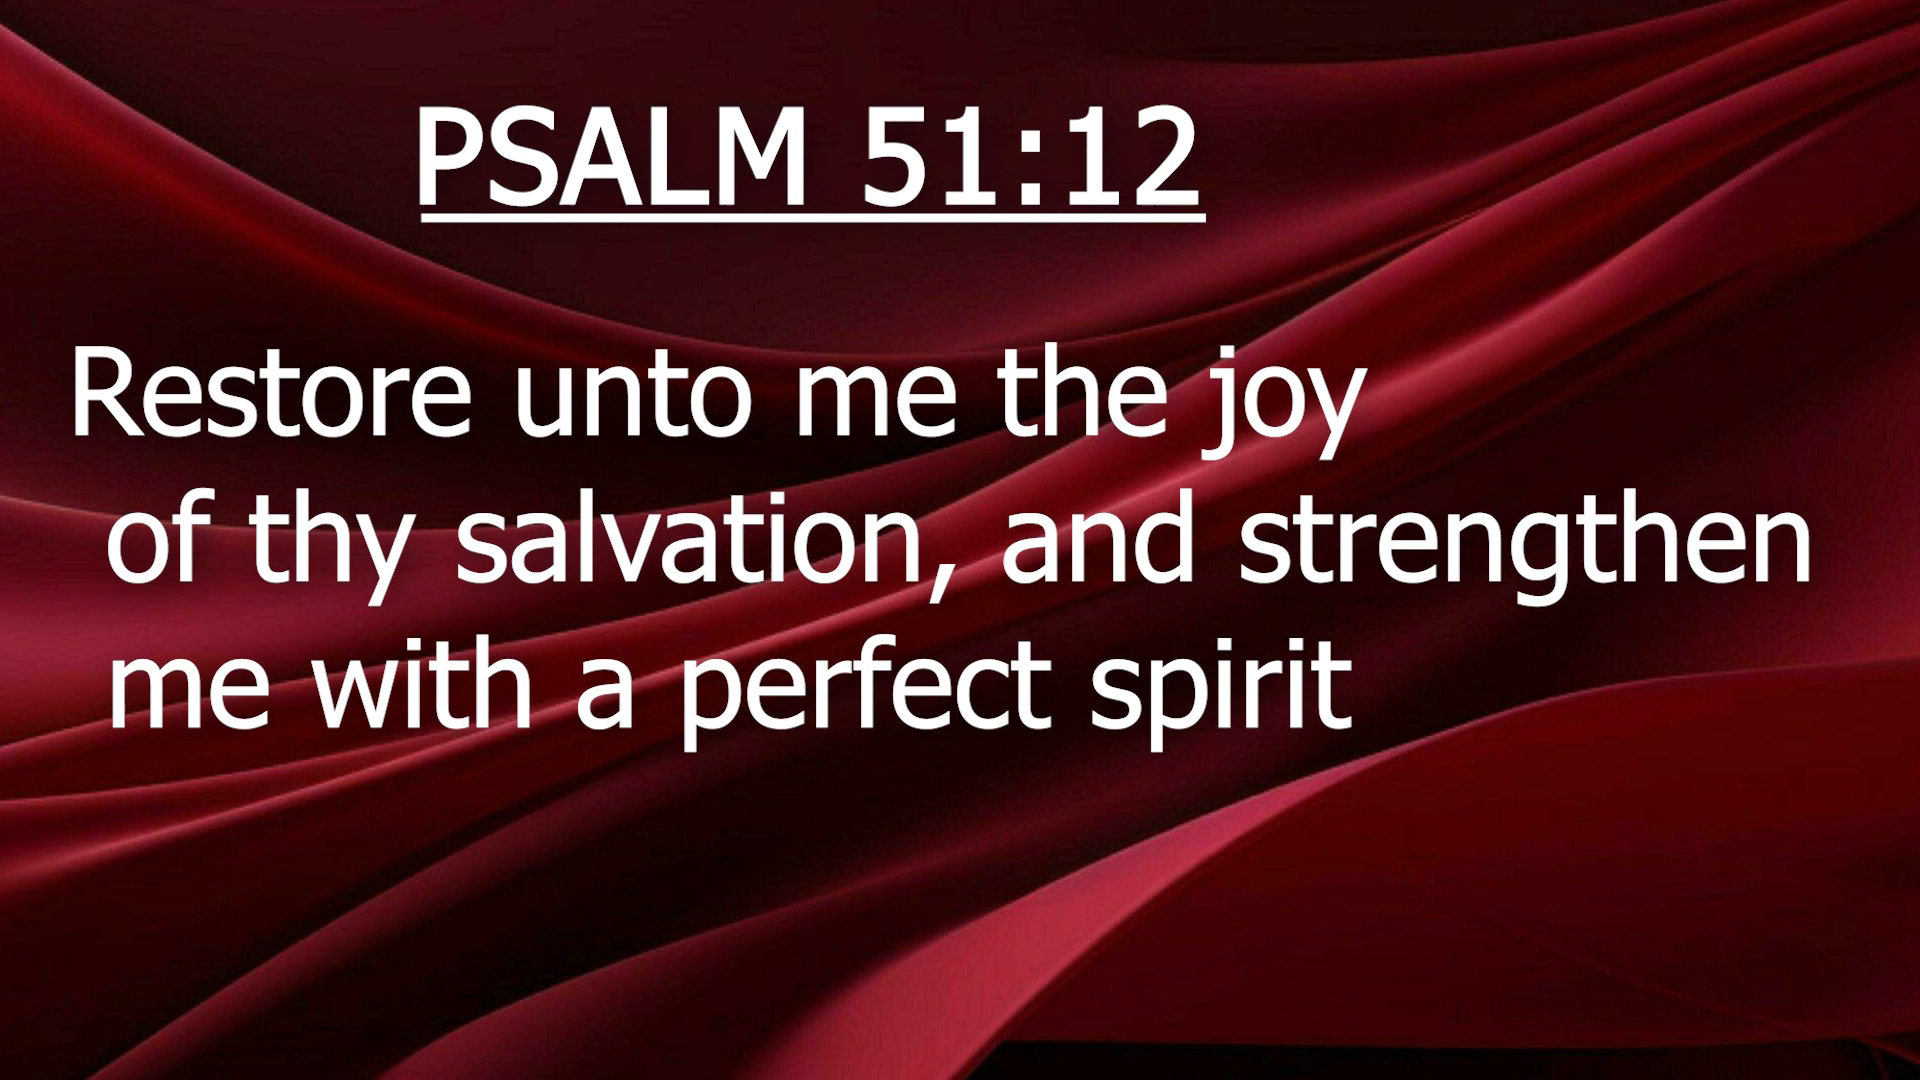 PSALM 51:12
Restore unto me the joy
of thy salvation, and strengthen
me with a perfect spirit